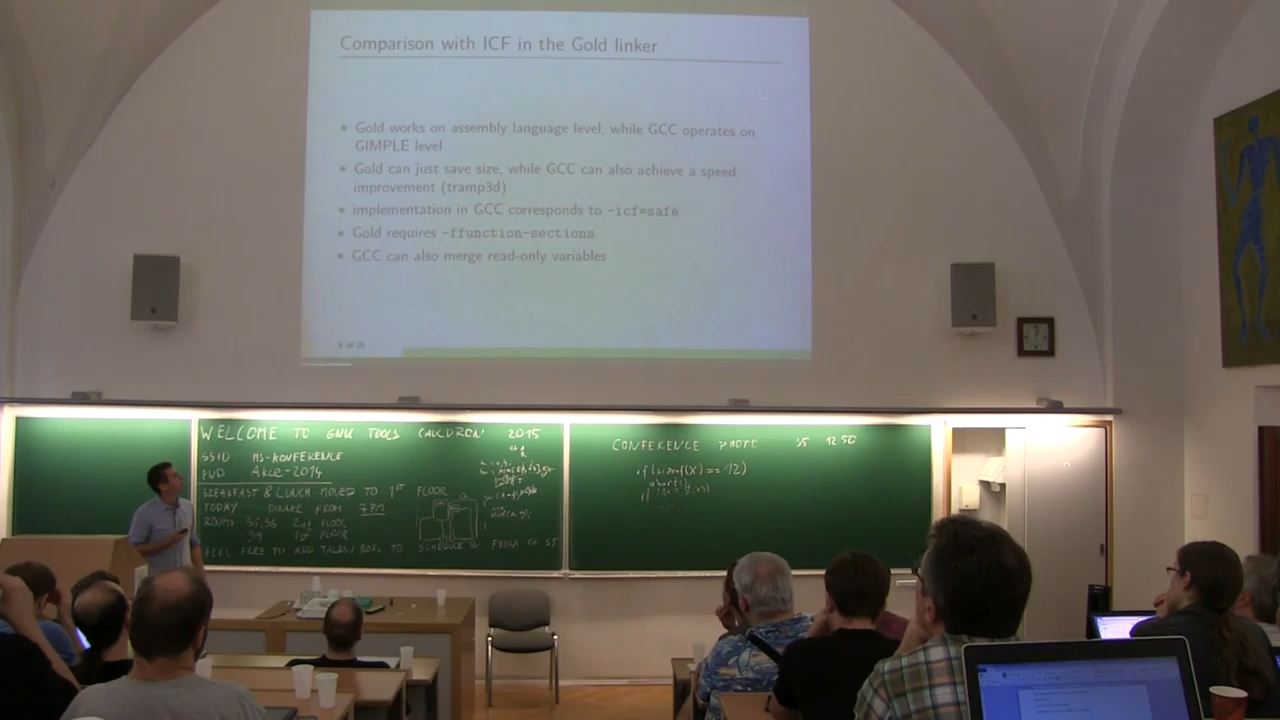 Comparison with ICF in the Gold linker
• Gold works on assembly language level, while GCC operates on
GIMPLE level
• Gold can just save size, while GCC can also achieve a speed
improvement (tramp3d)
• implementation in GCC corresponds to -icf=safe
• Gold requires -ffunction-sections
• GCC can also merge read-only variables
WELCOME TO GNU TOOLS CAULDRON 2015
SSID MS-KONFERENCE
PWD Akce-2014
BREAKFAST & LUNCH MOVED TO 1ST FLOOR
TODAY DINNER FROM 7PM
ROOMS S5, S6 2nd FLOOR
S9 1st FLOOR
FEEL FREE TO ADD TALKS/BOFS TO SCHEDULE IN FRONT OF S5
CONFERENCE PHOTO S5 12:50
if (sizeof(X) == 12)
abort();